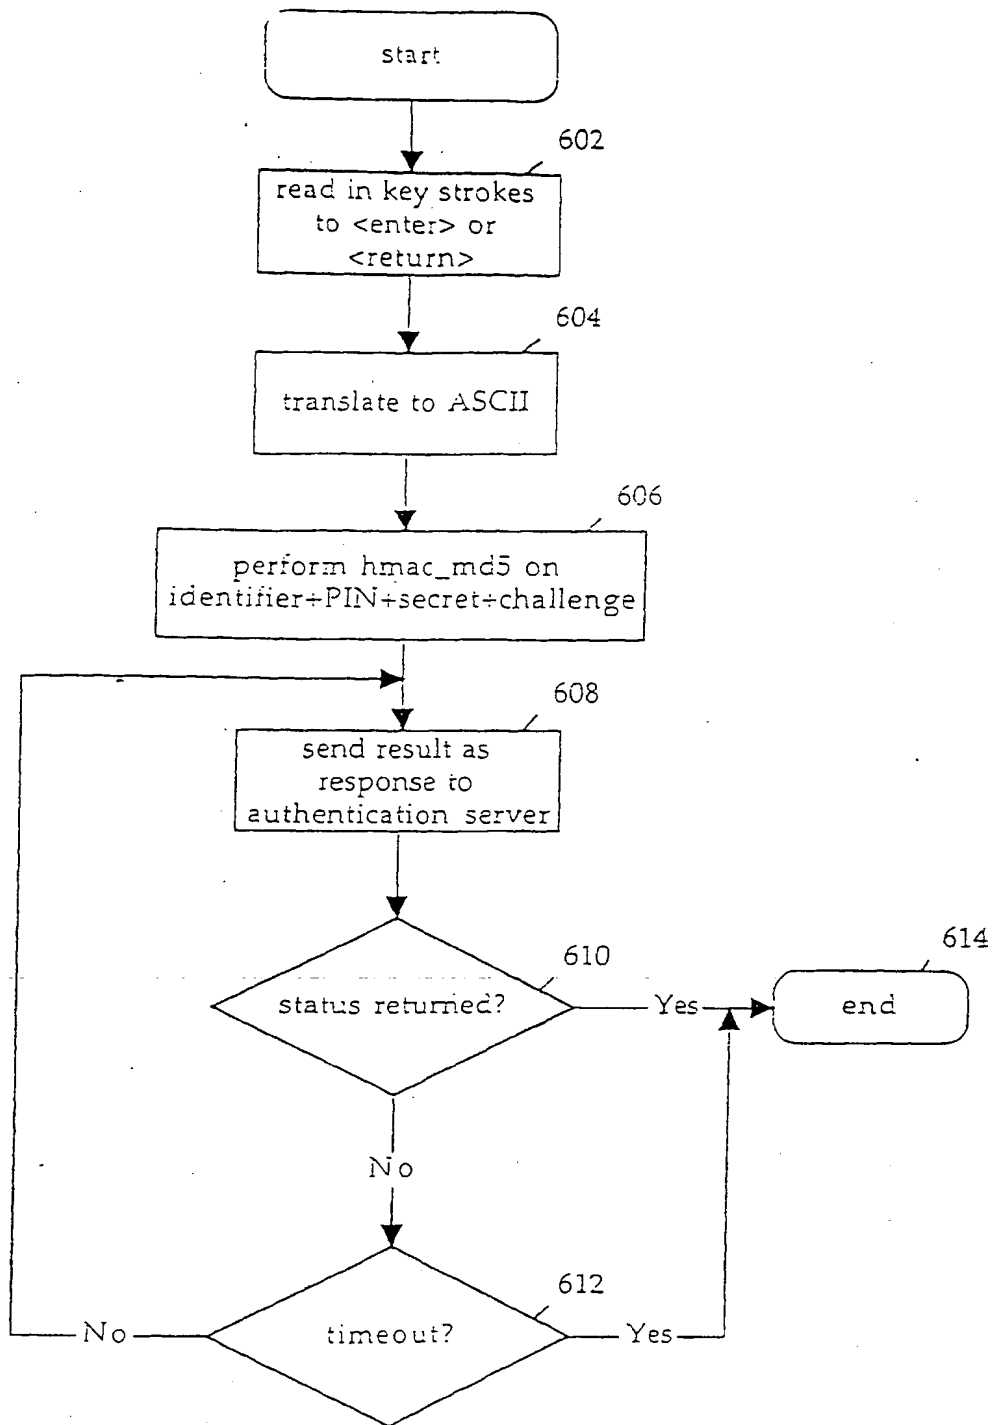 start
602
read in key strokes
to <enter> or
<return>
604
translate to ASCII
606
perform hmac_md5 on
identifier+PIN+secret+challenge
608
send result as
response to
authentication server
610
status returned?
Yes
614
end
No
612
timeout?
No
Yes